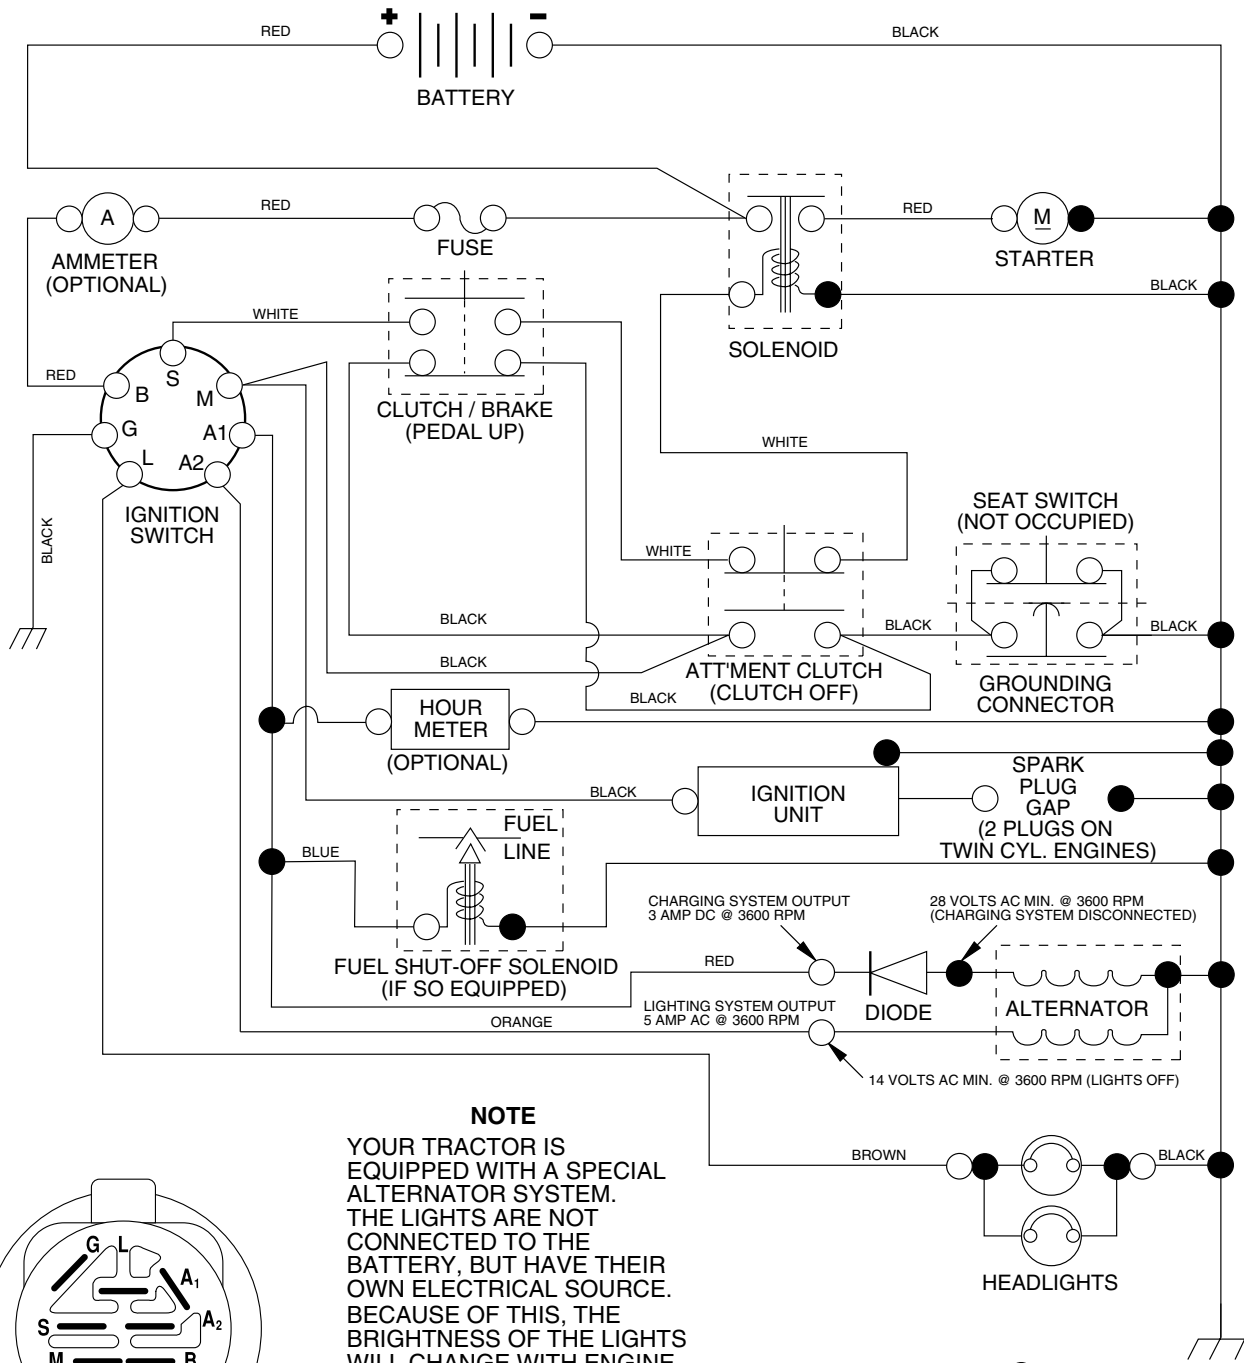 + -
RED
BLACK
BATTERY
RED
RED
A
M
FUSE
AMMETER
(OPTIONAL)
STARTER
BLACK
WHITE
SOLENOID
RED
S
B
M
G
A1
L
A2
CLUTCH / BRAKE
(PEDAL UP)
WHITE
IGNITION
SWITCH
BLACK
SEAT SWITCH
(NOT OCCUPIED)
WHITE
BLACK
BLACK
BLACK
BLACK
ATT'MENT CLUTCH
(CLUTCH OFF)
GROUNDING
CONNECTOR
BLACK
HOUR
METER
(OPTIONAL)
BLACK
IGNITION
UNIT
SPARK
PLUG
GAP
(2 PLUGS ON
TWIN CYL. ENGINES)
FUEL
LINE
BLUE
CHARGING SYSTEM OUTPUT
3 AMP DC @ 3600 RPM
28 VOLTS AC MIN. @ 3600 RPM
(CHARGING SYSTEM DISCONNECTED)
FUEL SHUT-OFF SOLENOID
(IF SO EQUIPPED)
RED
DIODE
ALTERNATOR
LIGHTING SYSTEM OUTPUT
5 AMP AC @ 3600 RPM
ORANGE
14 VOLTS AC MIN. @ 3600 RPM (LIGHTS OFF)
BROWN
BLACK
HEADLIGHTS
NOTE
YOUR TRACTOR IS
EQUIPPED WITH A SPECIAL
ALTERNATOR SYSTEM.
THE LIGHTS ARE NOT
CONNECTED TO THE
BATTERY, BUT HAVE THEIR
OWN ELECTRICAL SOURCE.
BECAUSE OF THIS, THE
BRIGHTNESS OF THE LIGHTS
WILL CHANGE WITH ENGINE
G L
A1
S
A2
M
B